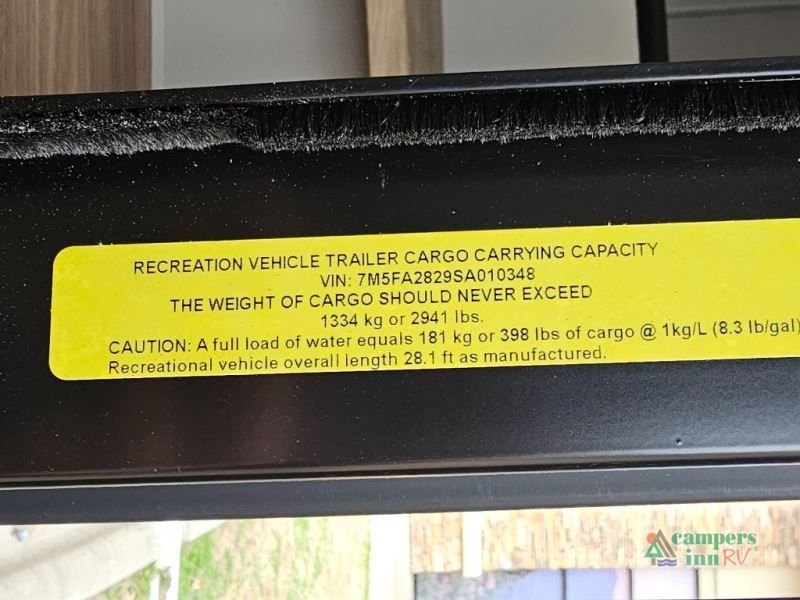 RECREATION VEHICLE TRAILER CARGO CARRYING CAPACITY
VIN: 7M5FA2829SA010348
THE WEIGHT OF CARGO SHOULD NEVER EXCEED
1334 kg or 2941 lbs.
CAUTION: A full load of water equals 181 kg or 398 lbs of cargo @ 1kg/L (8.3 lb/gal)
Recreational vehicle overall length 28.1 ft as manufactured.
campers
inn RV